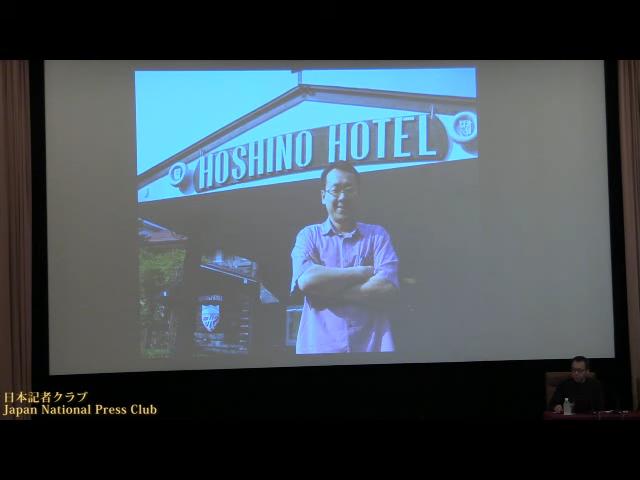 HOSHINO HOTEL
日本記者クラブ
Japan National Press Club